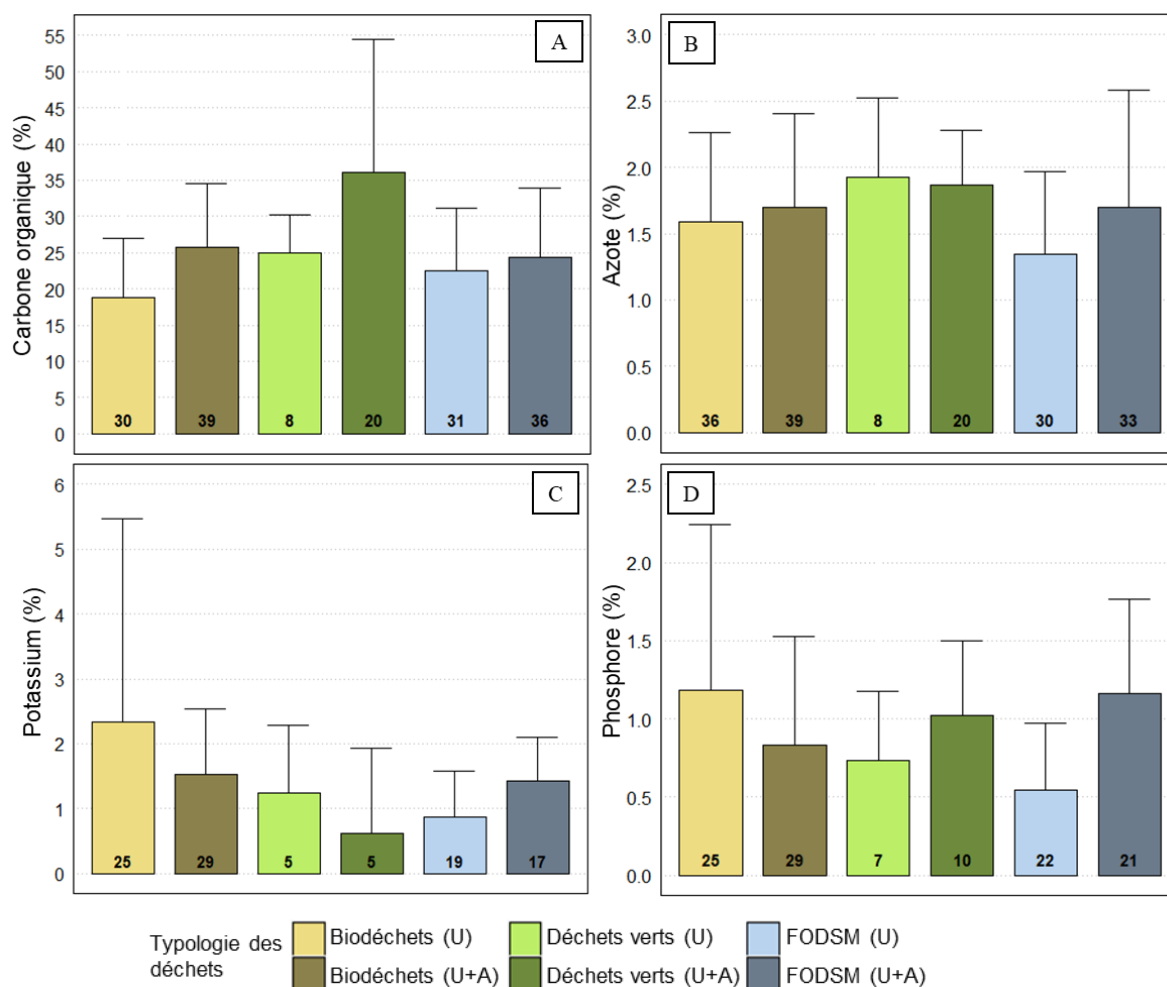 A
Carbone organique (%)
55
50
45
40
35
30
25
20
15
10
5
0
30 39 8 20 31 36
B
Azote (%)
3.0
2.5
2.0
1.5
1.0
0.5
0.0
36 39 8 20 30 33
C
Potassium (%)
6
5
4
3
2
1
0
25 29 5 5 19 17
D
Phosphore (%)
2.5
2.0
1.5
1.0
0.5
0.0
25 29 7 10 22 21
Typologie des
déchets
Biodéchets (U) Déchets verts (U) FODSM (U)
Biodéchets (U+A) Déchets verts (U+A) FODSM (U+A)